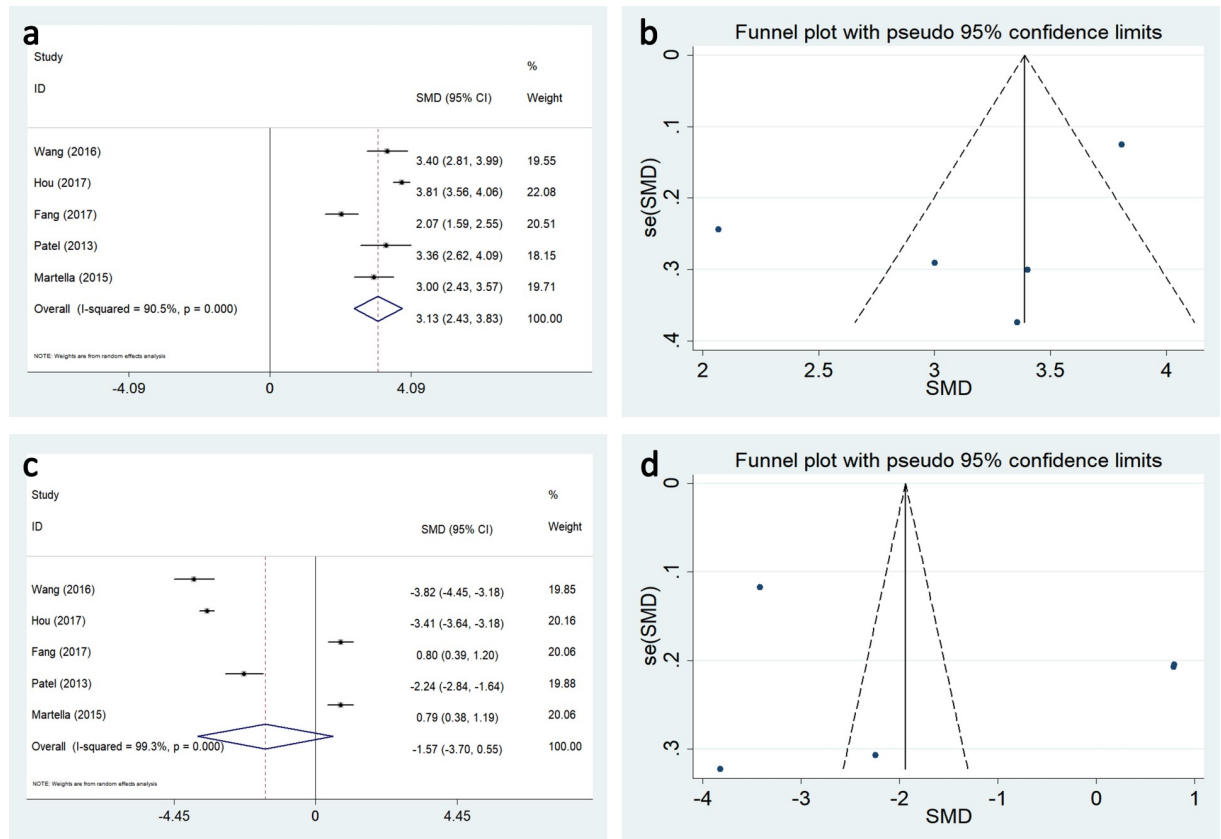 a
Study
%
ID
SMD (95% CI) Weight
Wang (2016) 3.40 (2.81, 3.99) 19.55
Hou (2017) 3.81 (3.56, 4.06) 22.08
Fang (2017) 2.07 (1.59, 2.55) 20.51
Patel (2013) 3.36 (2.62, 4.09) 18.15
Martella (2015) 3.00 (2.43, 3.57) 19.71
Overall (I-squared = 90.5%, p = 0.000) 3.13 (2.43, 3.83) 100.00
NOTE: Weights are from random effects analysis
-4.09 0 4.09
b
Funnel plot with pseudo 95% confidence limits
0
.1
.2
.3
.4
se(SMD)
2 2.5 3 3.5 4
SMD
c
Study %
ID SMD (95% CI) Weight
Wang (2016) -3.82 (-4.45, -3.18) 19.85
Hou (2017) -3.41 (-3.64, -3.18) 20.16
Fang (2017) 0.80 (0.39, 1.20) 20.06
Patel (2013) -2.24 (-2.84, -1.64) 19.88
Martella (2015) 0.79 (0.38, 1.19) 20.06
Overall (I-squared = 99.3%, p = 0.000) -1.57 (-3.70, 0.55) 100.00
NOTE: Weights are from random effects analysis
-4.45 0 4.45
d
Funnel plot with pseudo 95% confidence limits
0
.1
.2
.3
se(SMD)
-4 -3 -2 -1 0 1
SMD